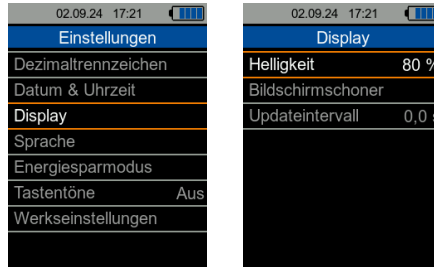 02.09.24 17:21
Einstellungen
Dezimaltrennzeichen
Datum & Uhrzeit
Display
Sprache
Energiesparmodus
Tastentöne Aus
Werkseinstellungen
02.09.24 17:21
Display
Helligkeit 80 %
Bildschirmschoner
Updateintervall 0,0 s